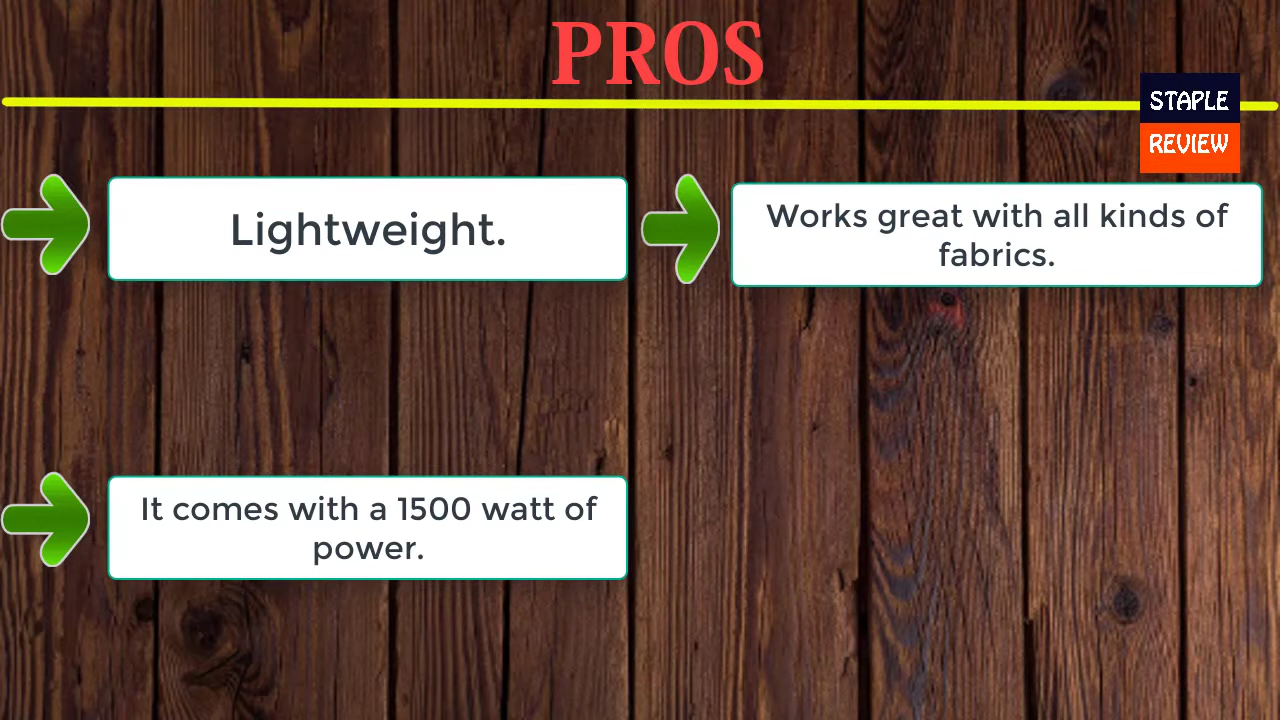 PROS
STAPLE
REVIEW
Lightweight.
Works great with all kinds of
fabrics.
It comes with a 1500 watt of
power.